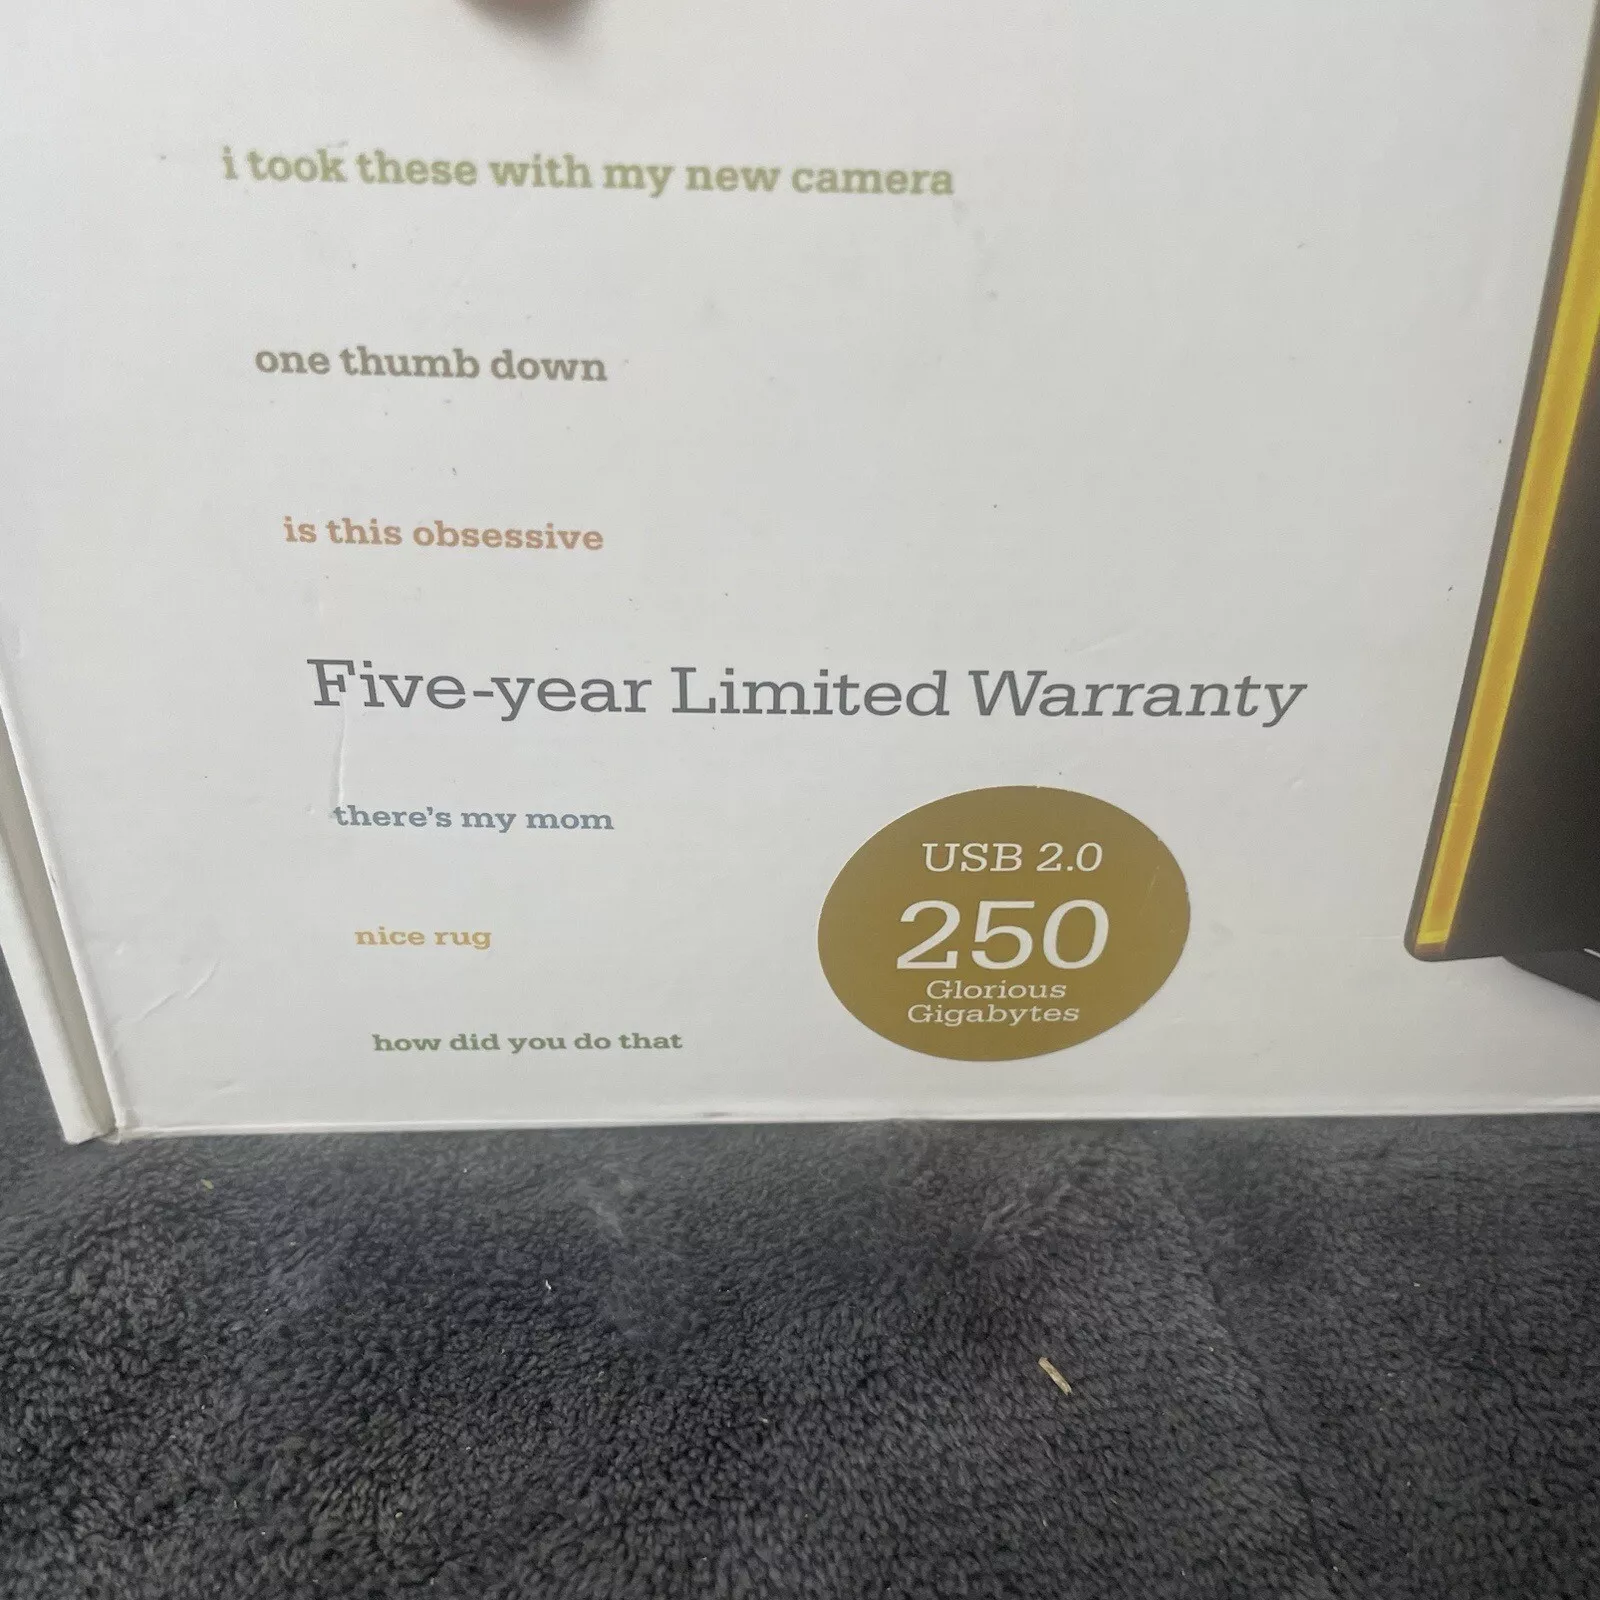 i took these with my new camera
one thumb down
is this obsessive
Five-year Limited Warranty
there's my mom
nice rug
how did you do that
USB 2.0
250
Glorious
Gigabytes